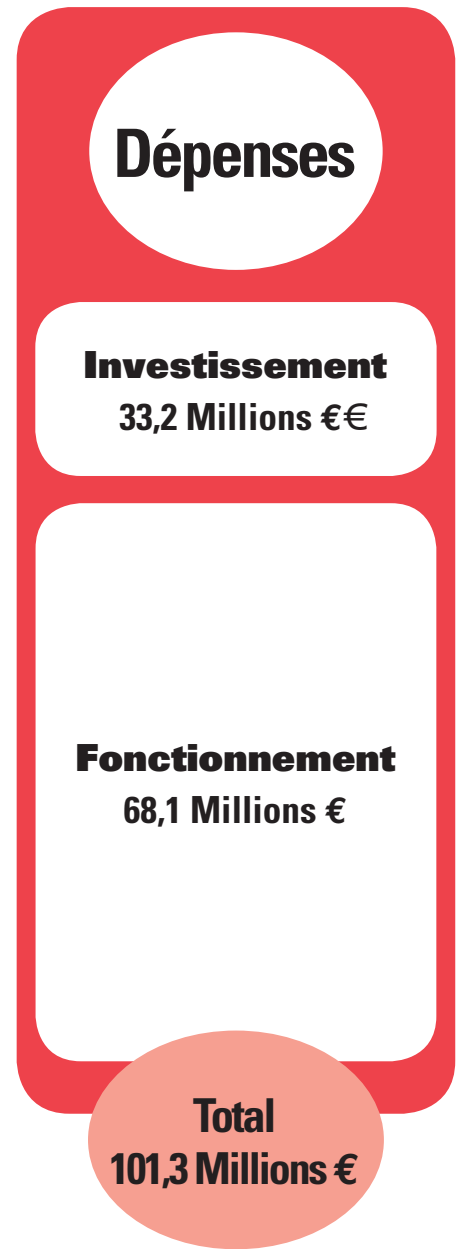 Dépenses
Investissement
33,2 Millions €€
Fonctionnement
68,1 Millions €
Total
101,3 Millions €